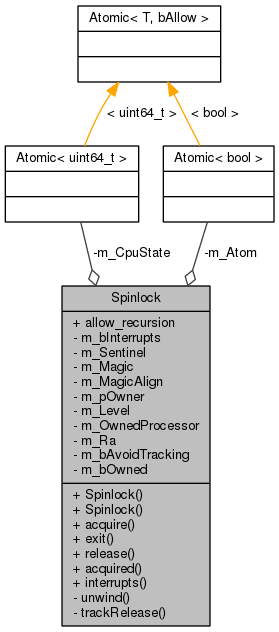 Atomic< T, bAllow >
< uint64_t >
< bool >
Atomic< uint64_t >
Atomic< bool >
-m_CpuState
-m_Atom
Spinlock
+ allow_recursion
- m_bInterrupts
- m_Sentinel
- m_Magic
- m_MagicAlign
- m_pOwner
- m_Level
- m_OwnedProcessor
- m_Ra
- m_bAvoidTracking
- m_bOwned
+ Spinlock()
+ Spinlock()
+ acquire()
+ exit()
+ release()
+ acquired()
+ interrupts()
- unwind()
- trackRelease()